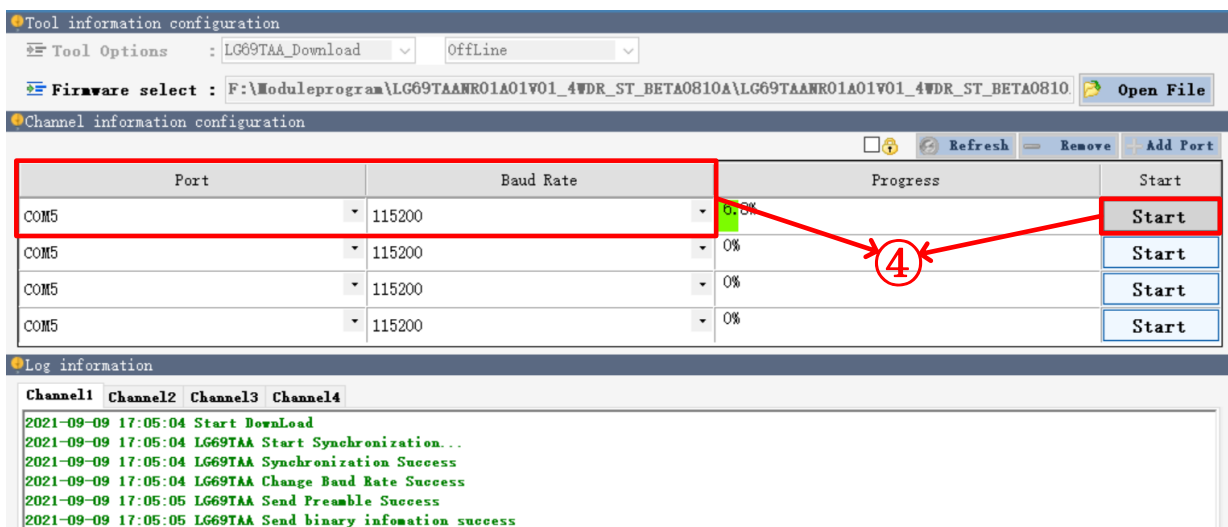 Tool information configuration
Tool Options : LG69TAA_Download OffLine
Firmware select : F:\Moduleprogram\LG69TAANR01A01V01_4WDR_ST_BETA0810A\LG69TAANR01A01V01_4WDR_ST_BETA0810. Open File
Channel information configuration
Refresh Remove Add Port
Port Baud Rate Progress Start
COM5 115200 6.8% Start
COM5 115200 0% Start
④
COM5 115200 0% Start
COM5 115200 0% Start
Log information
Channel1 Channel2 Channel3 Channel4
2021-09-09 17:05:04 Start DownLoad
2021-09-09 17:05:04 LG69TAA Start Synchronization...
2021-09-09 17:05:04 LG69TAA Synchronization Success
2021-09-09 17:05:04 LG69TAA Change Baud Rate Success
2021-09-09 17:05:05 LG69TAA Send Preamble Success
2021-09-09 17:05:05 LG69TAA Send binary infomation success